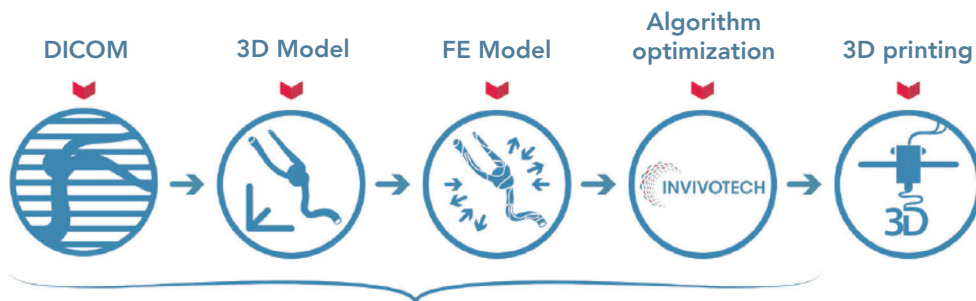 DICOM
3D Model
FE Model
Algorithm
optimization
3D printing
INVIVOTECH
3D